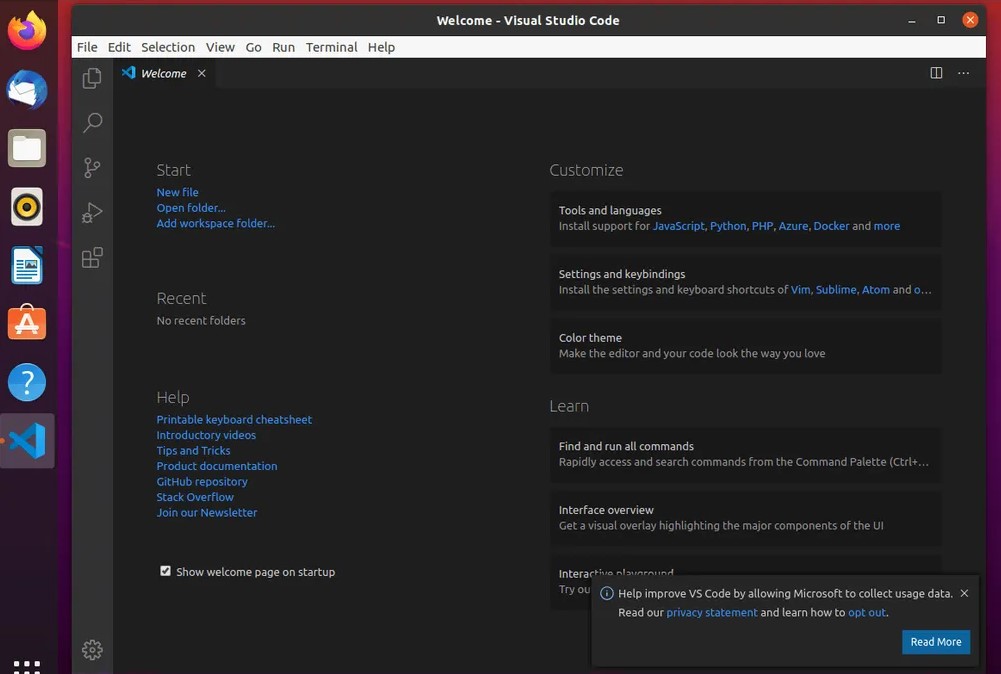 Welcome - Visual Studio Code
File Edit Selection View Go Run Terminal Help
Welcome
Start
New file
Open folder...
Add workspace folder...
Recent
No recent folders
Help
Printable keyboard cheatsheet
Introductory videos
Tips and Tricks
Product documentation
GitHub repository
Stack Overflow
Join our Newsletter
Show welcome page on startup
Customize
Tools and languages
Install support for JavaScript, Python, PHP, Azure, Docker and more
Settings and keybindings
Install the settings and keyboard shortcuts of Vim, Sublime, Atom and o...
Color theme
Make the editor and your code look the way you love
Learn
Find and run all commands
Rapidly access and search commands from the Command Palette (Ctrl+...
Interface overview
Get a visual overlay highlighting the major components of the UI
Interactive playground
Try ou
Help improve VS Code by allowing Microsoft to collect usage data.
Read our privacy statement and learn how to opt out.
Read More